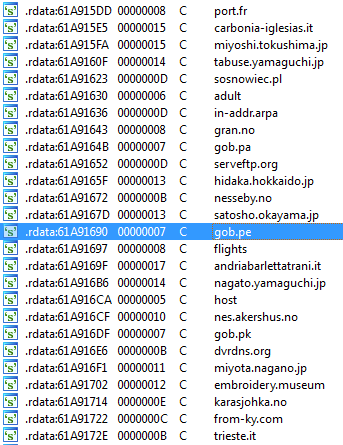 's' .rdata:61A915DD 00000008 C port.fr
's' .rdata:61A915E5 00000015 C carbonia-iglesias.it
's' .rdata:61A915FA 00000015 C miyoshi.tokushima.jp
's' .rdata:61A9160F 00000014 C tabuse.yamaguchi.jp
's' .rdata:61A91623 0000000D C sosnowiec.pl
's' .rdata:61A91630 00000006 C adult
's' .rdata:61A91636 0000000D C in-addr.arpa
's' .rdata:61A91643 00000008 C gran.no
's' .rdata:61A9164B 00000007 C gob.pa
's' .rdata:61A91652 0000000D C serveftp.org
's' .rdata:61A9165F 00000013 C hidaka.hokkaido.jp
's' .rdata:61A91672 0000000B C nesseby.no
's' .rdata:61A9167D 00000013 C satosho.okayama.jp
's' .rdata:61A91690 00000007 C gob.pe
's' .rdata:61A91697 00000008 C flights
's' .rdata:61A9169F 00000017 C andriabarlettatrani.it
's' .rdata:61A916B6 00000014 C nagato.yamaguchi.jp
's' .rdata:61A916CA 00000005 C host
's' .rdata:61A916CF 00000010 C nes.akershus.no
's' .rdata:61A916DF 00000007 C gob.pk
's' .rdata:61A916E6 0000000B C dvrdns.org
's' .rdata:61A916F1 00000011 C miyota.nagano.jp
's' .rdata:61A91702 00000012 C embroidery.museum
's' .rdata:61A91714 0000000E C karasjohka.no
's' .rdata:61A91722 0000000C C from-ky.com
's' .rdata:61A9172E 0000000B C trieste.it